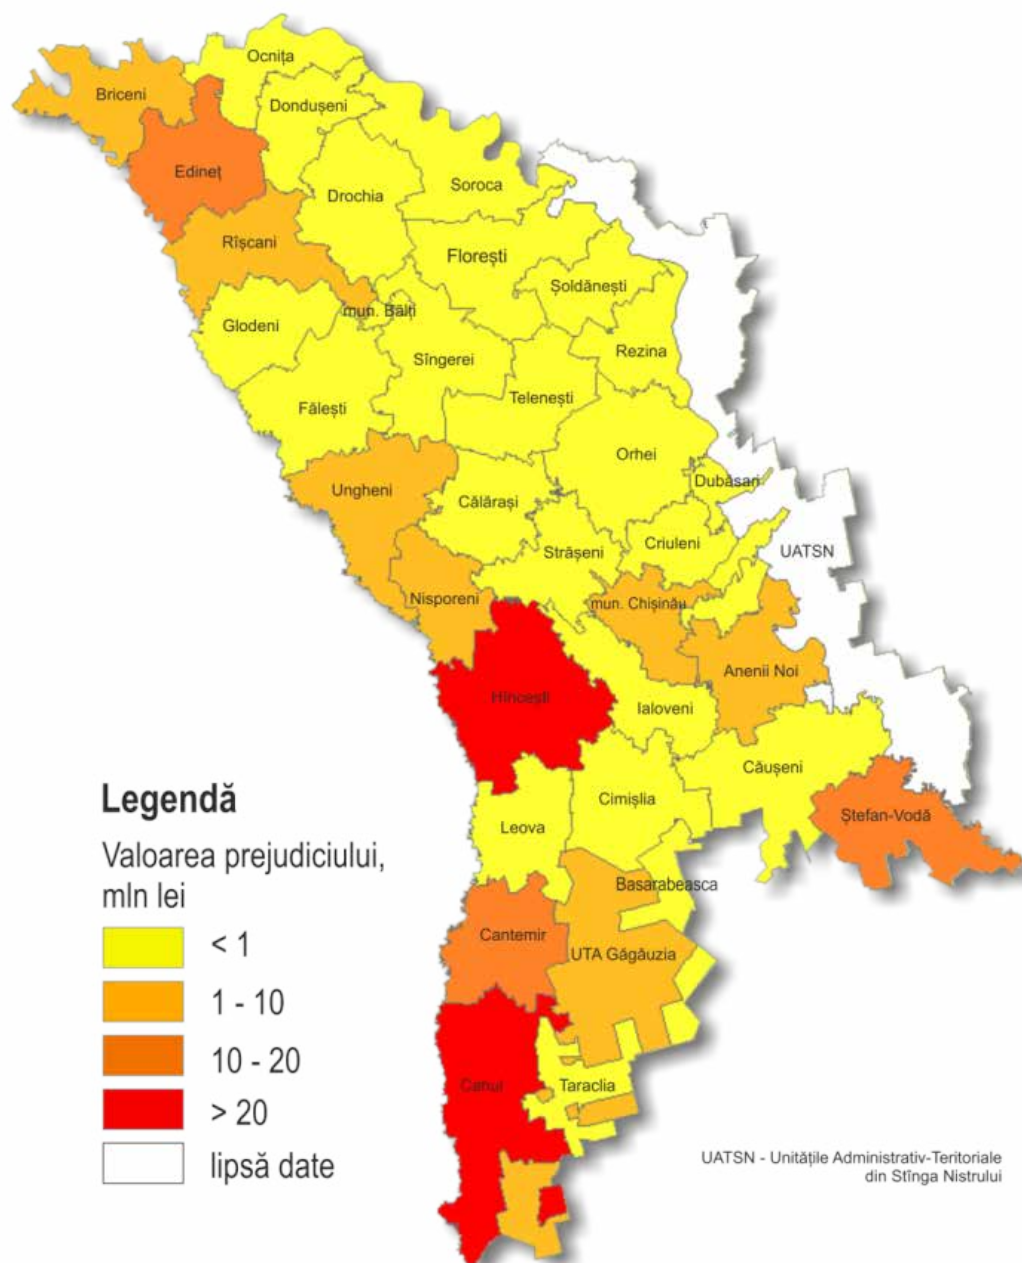 Ocnița
Briceni
Dondușeni
Edineț
Drochia
Soroca
Rîșcani
Florești
Șoldănești
mun. Bălți
Glodeni
Sîngerei
Rezina
Fălești
Telenești
Orhei
Ungheni
Dubăsari
Călărași
Strășeni
Criuleni
UATSN
Nisporeni
mun. Chișinău
Anenii Noi
Hîncești
Ialoveni
Căușeni
Cimișlia
Ștefan-Vodă
Leova
Basarabeasca
Cantemir
UTA Găgăuzia
Cahul
Taraclia
Legendă
Valoarea prejudiciului,
mln lei
< 1
1 - 10
10 - 20
> 20
lipsă date
UATSN - Unitățile Administrativ-Teritoriale
din Stînga Nistrului